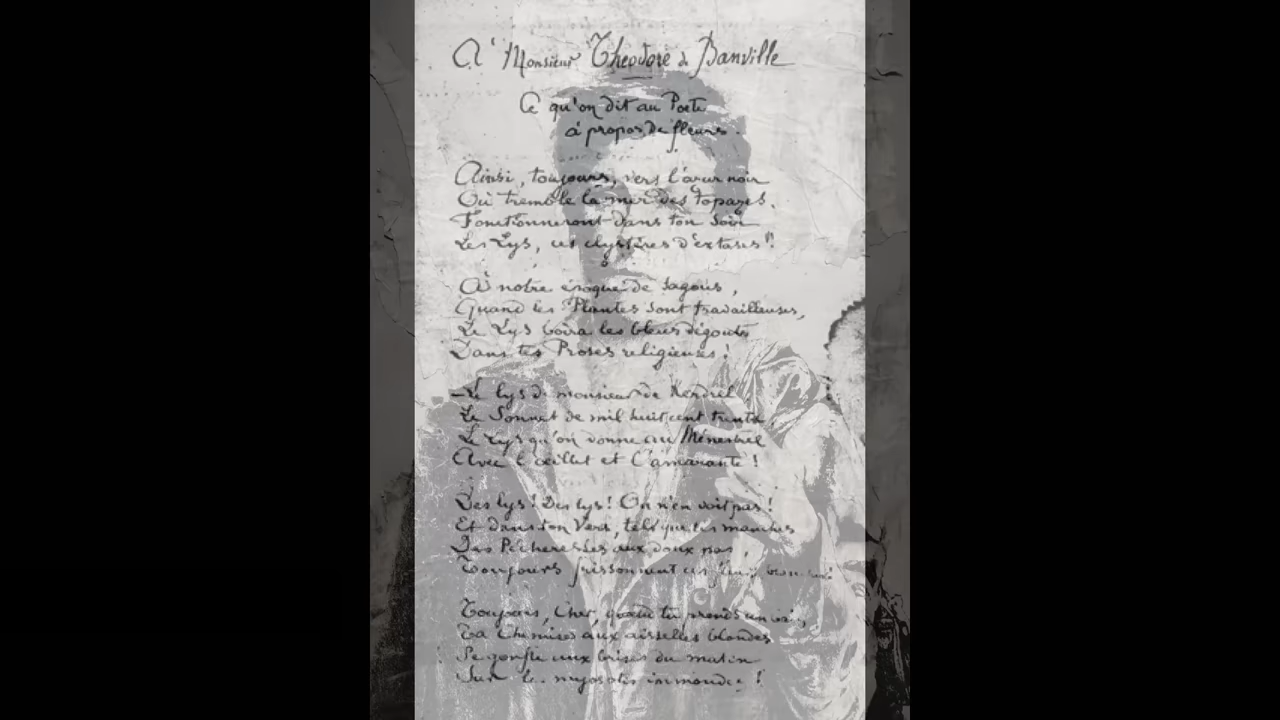 A Monsieur Théodore de Banville
Ce qu'on dit au Poète
à propos de fleurs.
Ainsi, toujours, vers l'azur noir
Où tremble la mer des topazes,
Fonctionneront dans ton soir
Les Lys, ces clystères d'extases !
À notre époque de sagous,
Quand les Plantes sont travailleuses,
Le Lys boira les bleus dégoûts
Dans tes Proses religieuses !
– Le lys de monsieur de Kerdrel
Le Sonnet de mil huit cent trente,
Le Lys qu'on donne au Ménestrel
Avec l'œillet et l'amarante !
Des lys ! Des lys ! On n'en voit pas !
Et dans ton Vers, tel que les manches
Des Pécheresses aux doux pas,
Toujours frissonnent ces fleurs blanches !
Toujours, Cher, quand tu prends un bain,
Ta Chemise aux aisselles blondes
Se gonfle aux brises du matin
Sur les myosotis immondes !